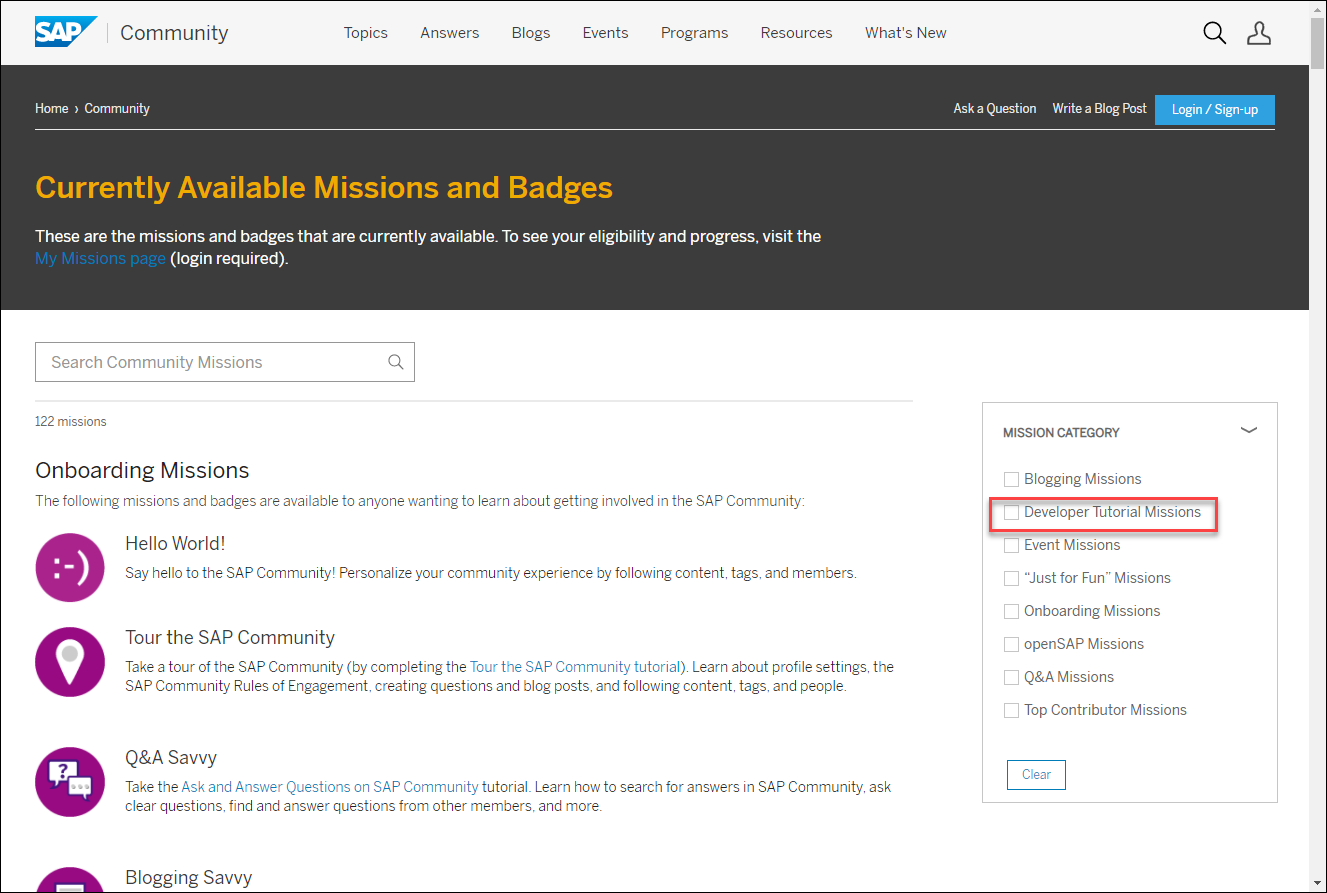 SAP Community Topics Answers Blogs Events Programs Resources What's New
Home › Community Ask a Question Write a Blog Post Login / Sign-up
Currently Available Missions and Badges
These are the missions and badges that are currently available. To see your eligibility and progress, visit the
My Missions page (login required).
Search Community Missions
122 missions
Onboarding Missions
The following missions and badges are available to anyone wanting to learn about getting involved in the SAP Community:
:-)
Hello World!
Say hello to the SAP Community! Personalize your community experience by following content, tags, and members.
Tour the SAP Community
Take a tour of the SAP Community (by completing the Tour the SAP Community tutorial). Learn about profile settings, the
SAP Community Rules of Engagement, creating questions and blog posts, and following content, tags, and people.
?
Q&A Savvy
Take the Ask and Answer Questions on SAP Community tutorial. Learn how to search for answers in SAP Community, ask
clear questions, find and answer questions from other members, and more.
Blogging Savvy
MISSION CATEGORY
Blogging Missions
Developer Tutorial Missions
Event Missions
“Just for Fun” Missions
Onboarding Missions
openSAP Missions
Q&A Missions
Top Contributor Missions
Clear